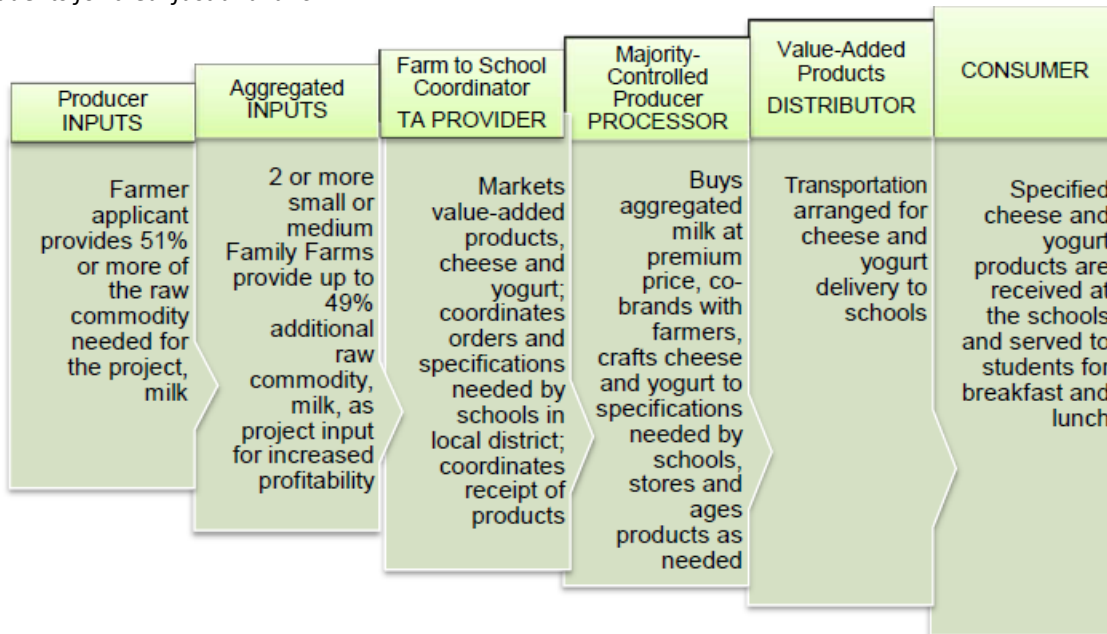 Producer
INPUTS
Farmer
applicant
provides 51%
or more of
the raw
commodity
needed for
the project,
milk
Aggregated
INPUTS
2 or more
small or
medium
Family Farms
provide up to
49%
additional
raw
commodity,
milk, as
project input
for increased
profitability
Farm to School
Coordinator
TA PROVIDER
Markets
value-added
products,
cheese and
yogurt;
coordinates
orders and
specifications
needed by
schools in
local district;
coordinates
receipt of
products
Majority-
Controlled
Producer
PROCESSOR
Buys
aggregated
milk at
premium
price, co-
brands with
farmers,
crafts cheese
and yogurt to
specifications
needed by
schools,
stores and
ages
products as
needed
Value-Added
Products
DISTRIBUTOR
Transportation
arranged for
cheese and
yogurt
delivery to
schools
CONSUMER
Specified
cheese and
yogurt
products are
received at
the schools
and served to
students for
breakfast and
lunch